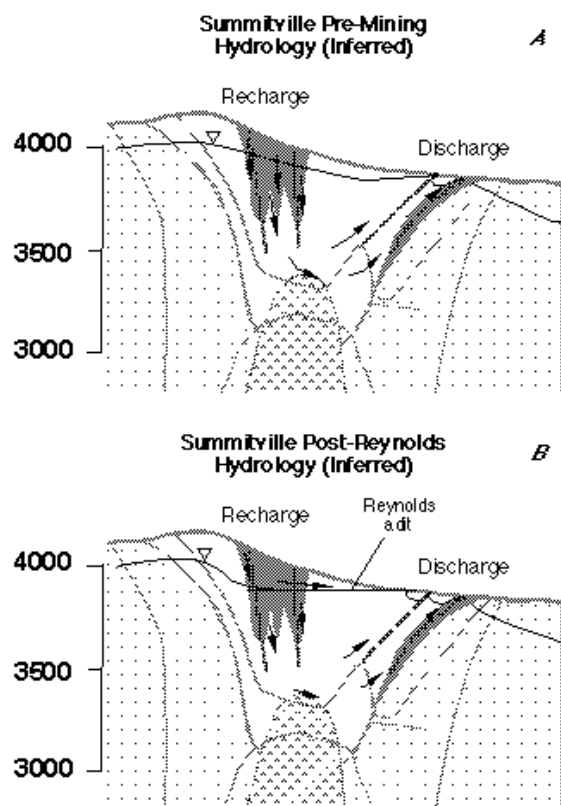 Summitville Pre-Mining
Hydrology (Inferred)
A
Recharge
Discharge
4000
3500
3000
Summitville Post-Reynolds
Hydrology (Inferred)
B
Reynolds
adit
Recharge
Discharge
4000
3500
3000